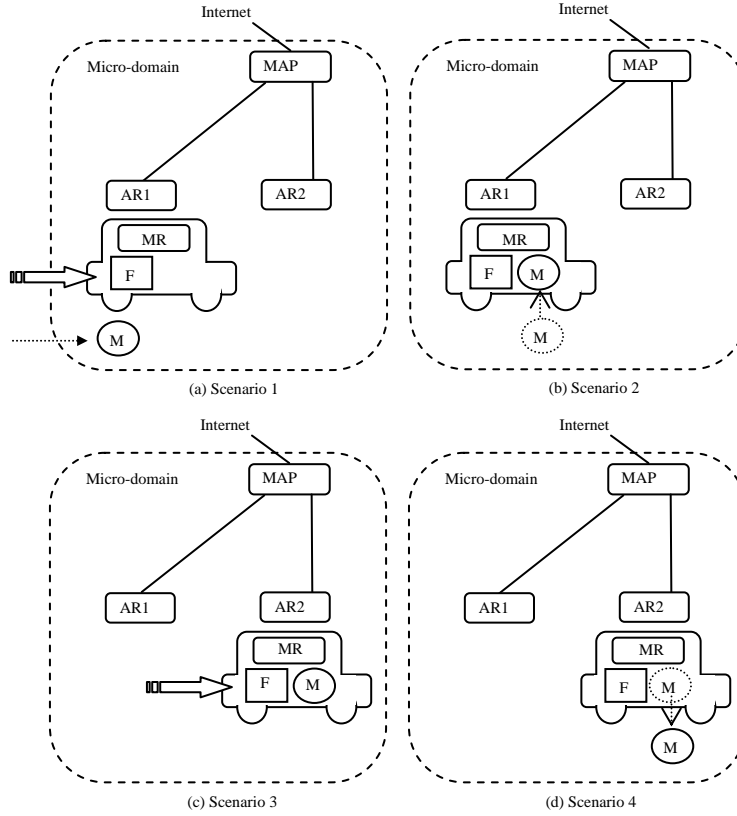 Internet
Micro-domain
MAP
AR1
AR2
MR
F
M
(a) Scenario 1
Internet
Micro-domain
MAP
AR1
AR2
MR
F
M
M
(b) Scenario 2
Internet
Micro-domain
MAP
AR1
AR2
MR
F
M
(c) Scenario 3
Internet
Micro-domain
MAP
AR1
AR2
MR
F
M
M
(d) Scenario 4